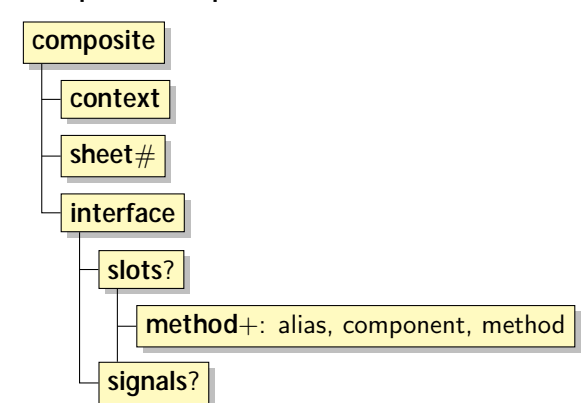 composite
context
sheet#
interface
slots?
method+: alias, component, method
signals?